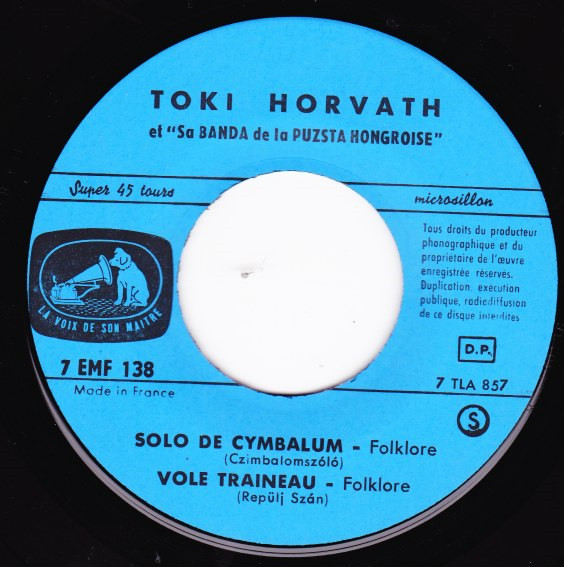 TOKI HORVATH
et "Sa BANDA de la PUZSTA HONGROISE"
Super 45 tours
microsillon
Tous droits du producteur
phonographique et du
propriétaire de l'œuvre
enregistrée réservés.
Duplication execution
publique, radiodiffusion
de ce disque interdites
LA VOIX DE SON MAITRE
D.P.
7 EMF 138
7 TLA 857
Made in France
S
SOLO DE CYMBALUM - Folklore
(Czimbalomszóló)
VOLE TRAINEAU - Folklore
(Repülj Szán)